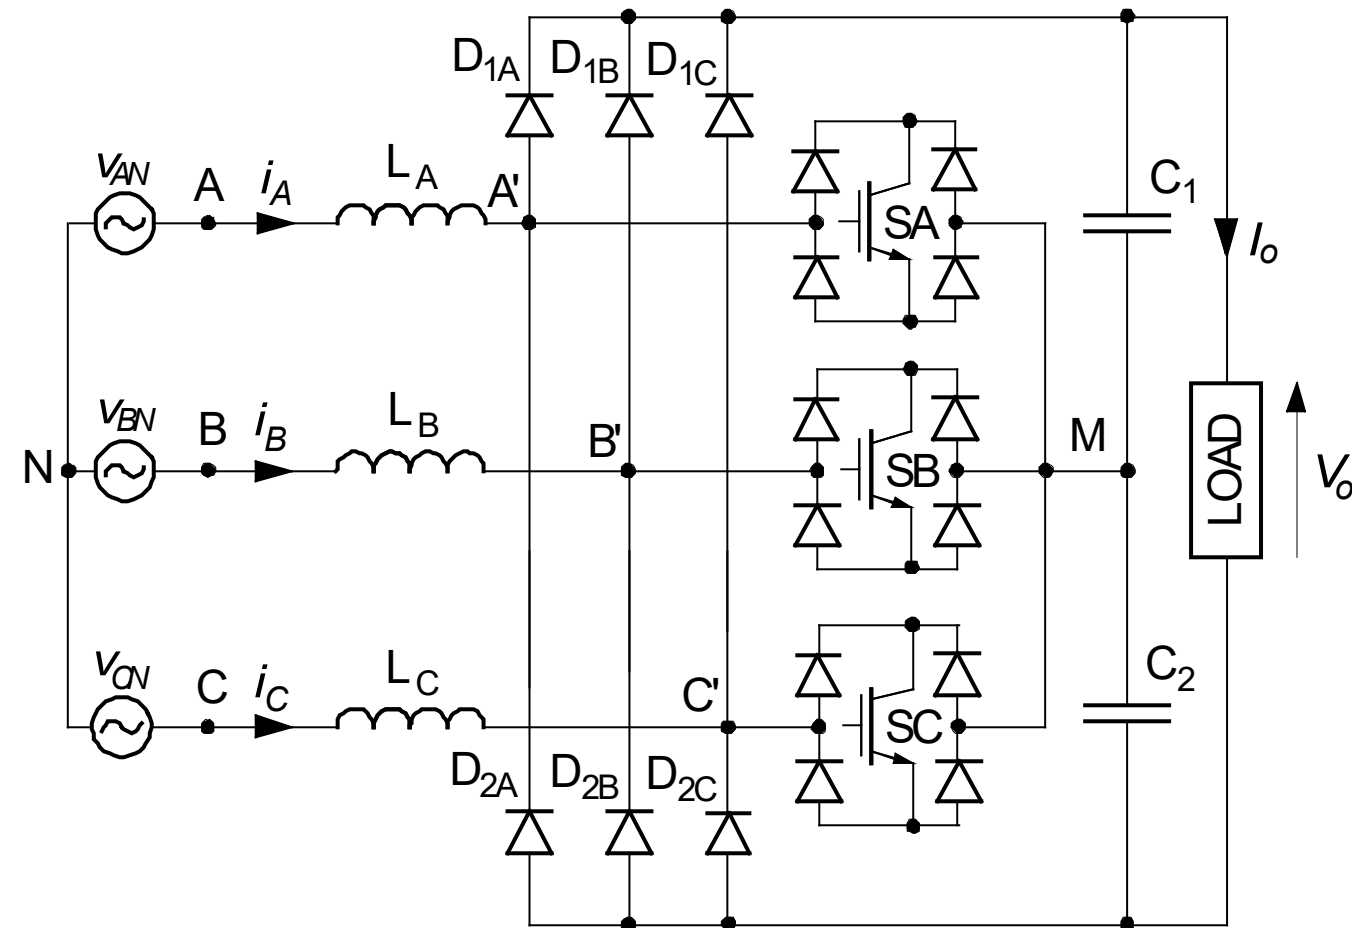 D1A D1B D1C
vAN A iA LA A' SA C1 Io
N vBN B iB LB B' SB M LOAD Vo
vCN C iC LC C' SC C2
D2A D2B D2C